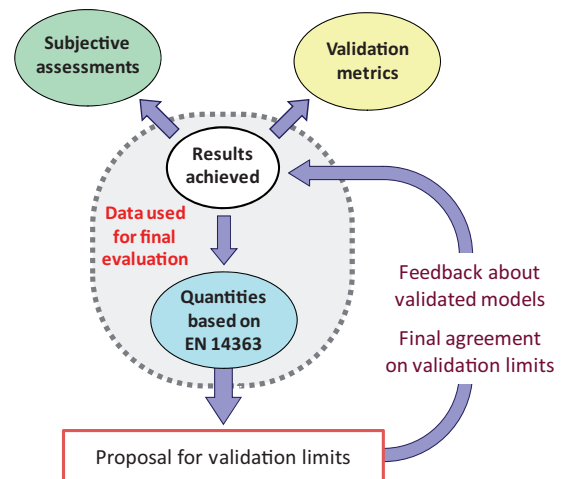 Subjective
assessments
Validation
metrics
Results
achieved
Data used
for final
evaluation
Quantities
based on
EN 14363
Feedback about
validated models
Final agreement
on validation limits
Proposal for validation limits